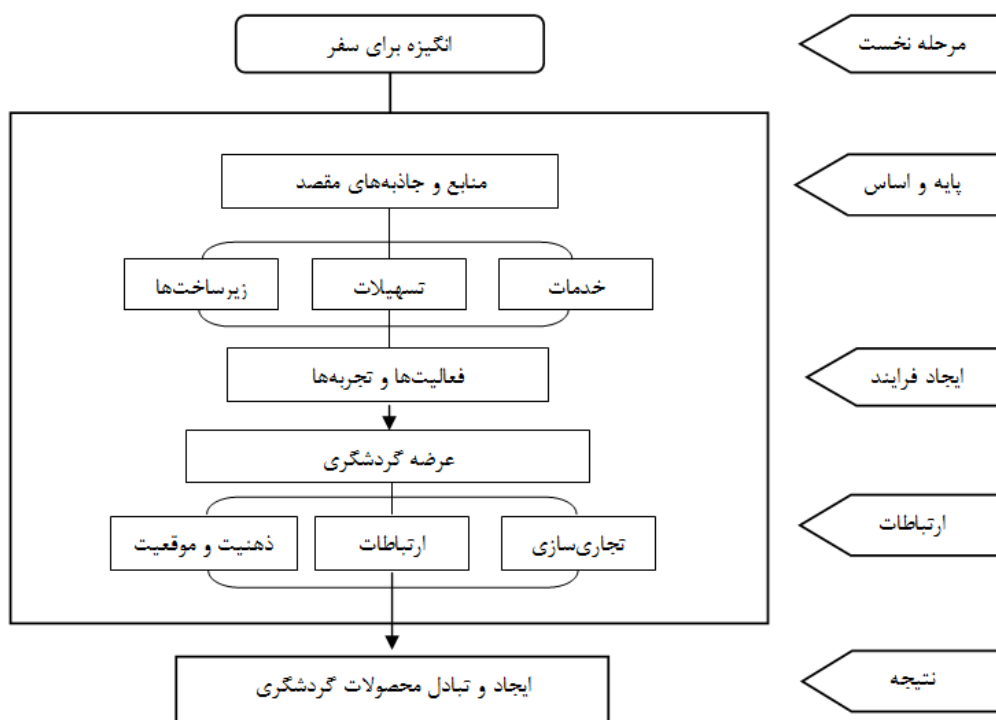 انگیزه برای سفر
مرحله نخست
منابع و جاذبه‌های مقصد
پایه و اساس
خدمات
تسهیلات
زیرساخت‌ها
فعالیت‌ها و تجربه‌ها
ایجاد فرایند
عرضه گردشگری
تجاری‌سازی
ارتباطات
ذهنیت و موقعیت
ارتباطات
ایجاد و تبادل محصولات گردشگری
نتیجه